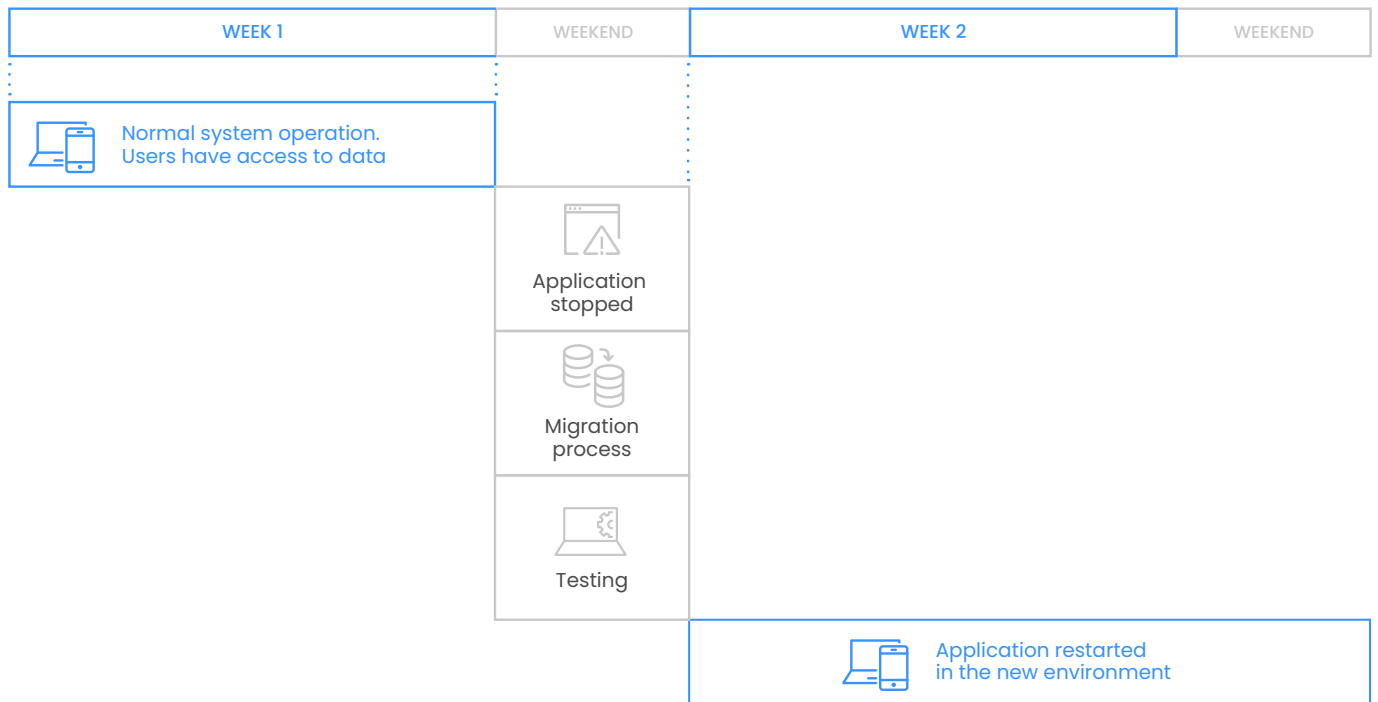 WEEK 1
WEEKEND
WEEK 2
WEEKEND
Normal system operation.
Users have access to data
Application
stopped
Migration
process
Testing
Application restarted
in the new environment